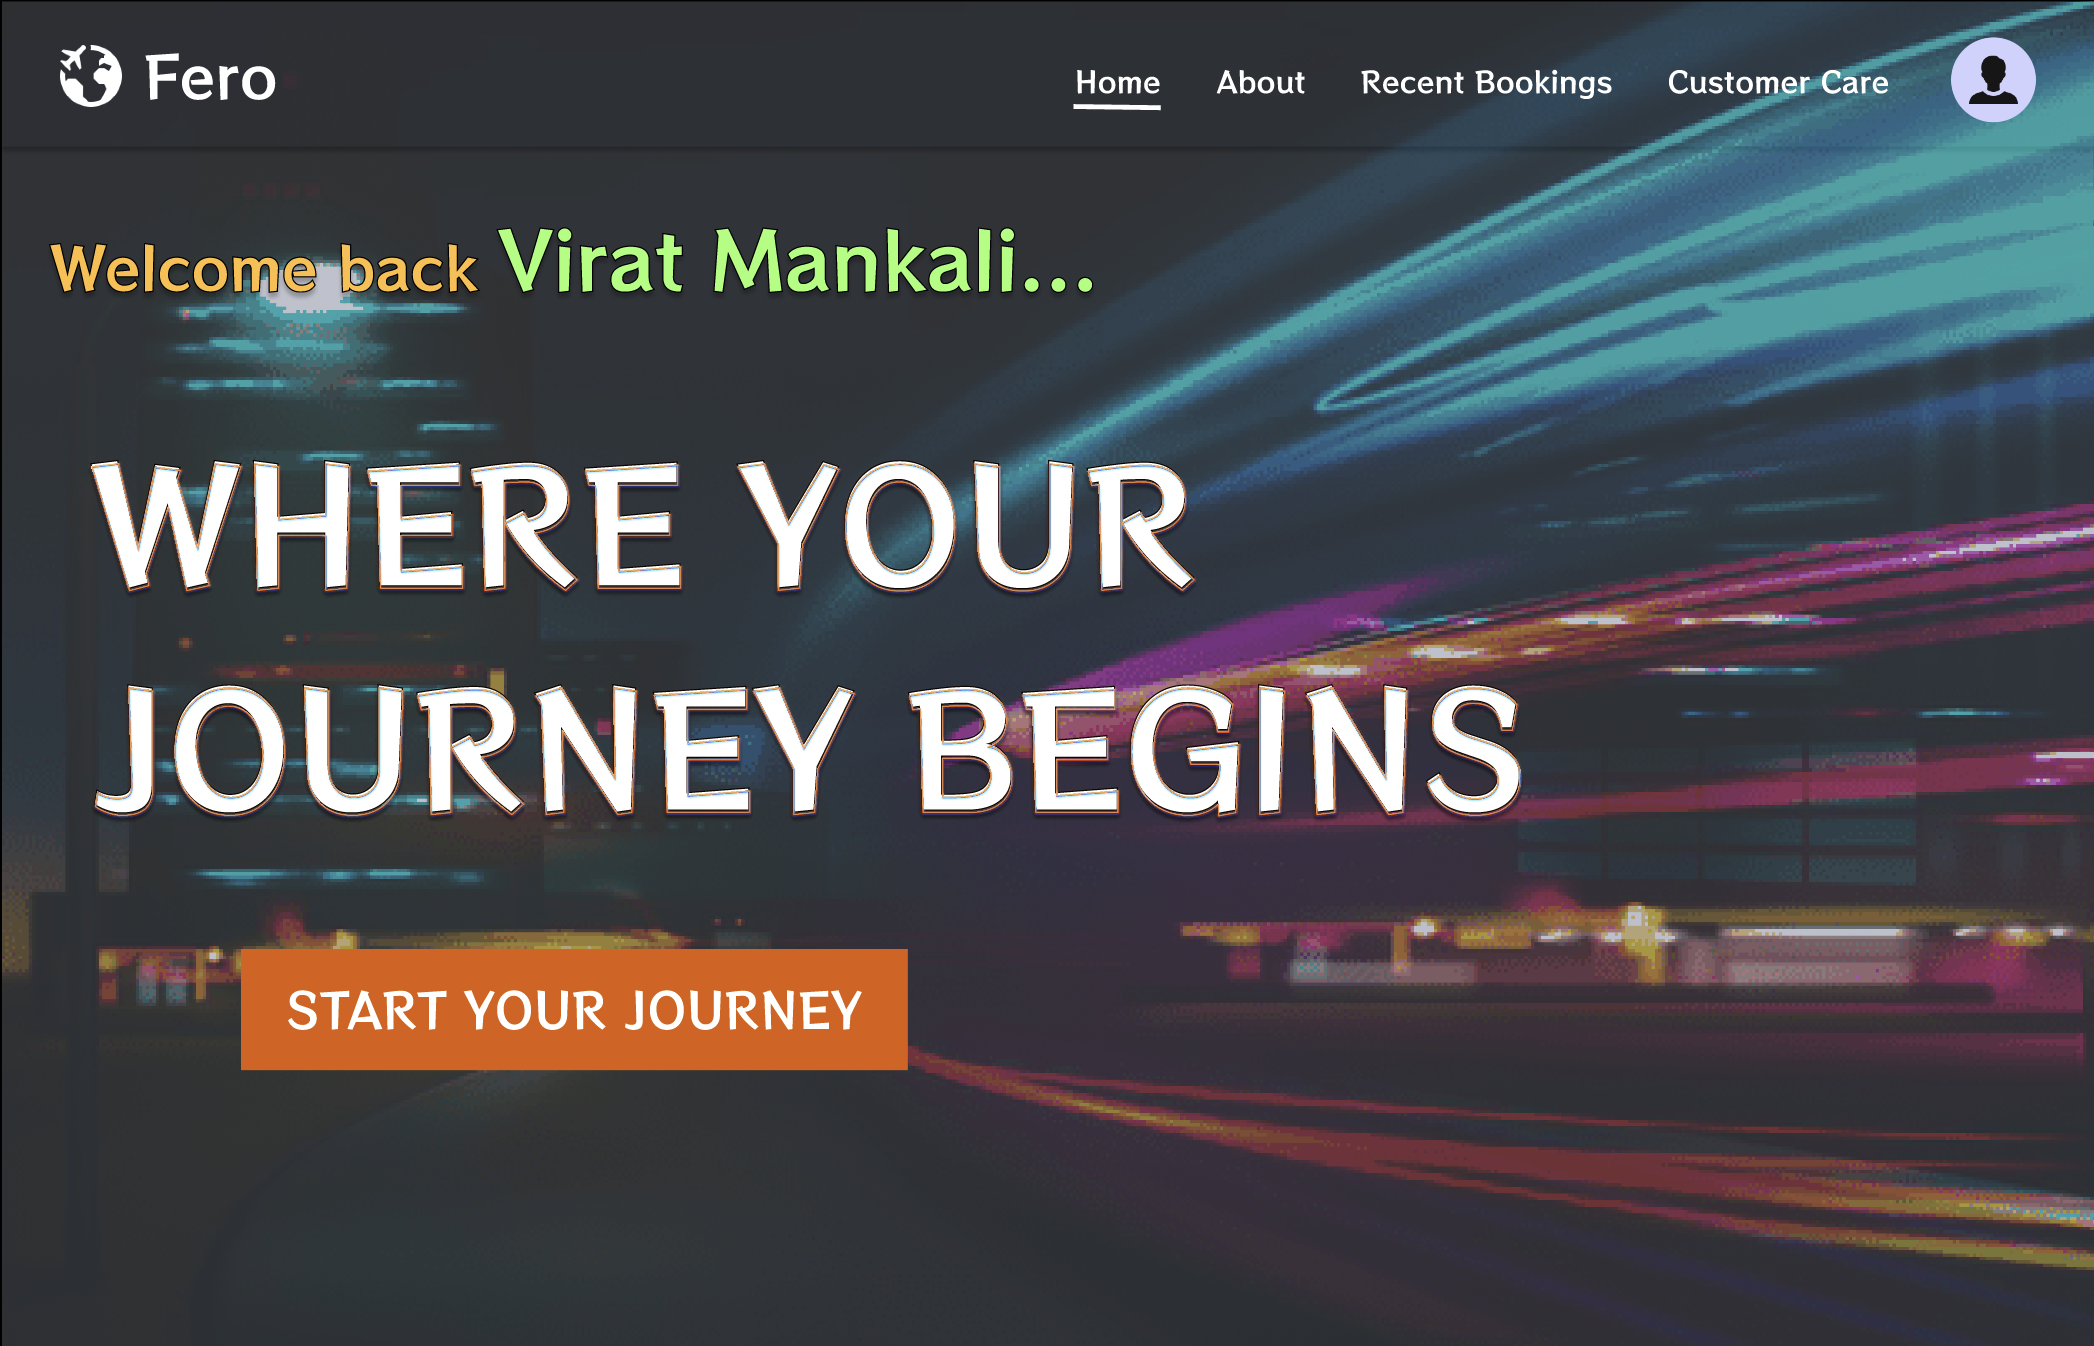 Fero
Home About Recent Bookings Customer Care
Welcome back Virat Mankali...
WHERE YOUR
JOURNEY BEGINS
START YOUR JOURNEY